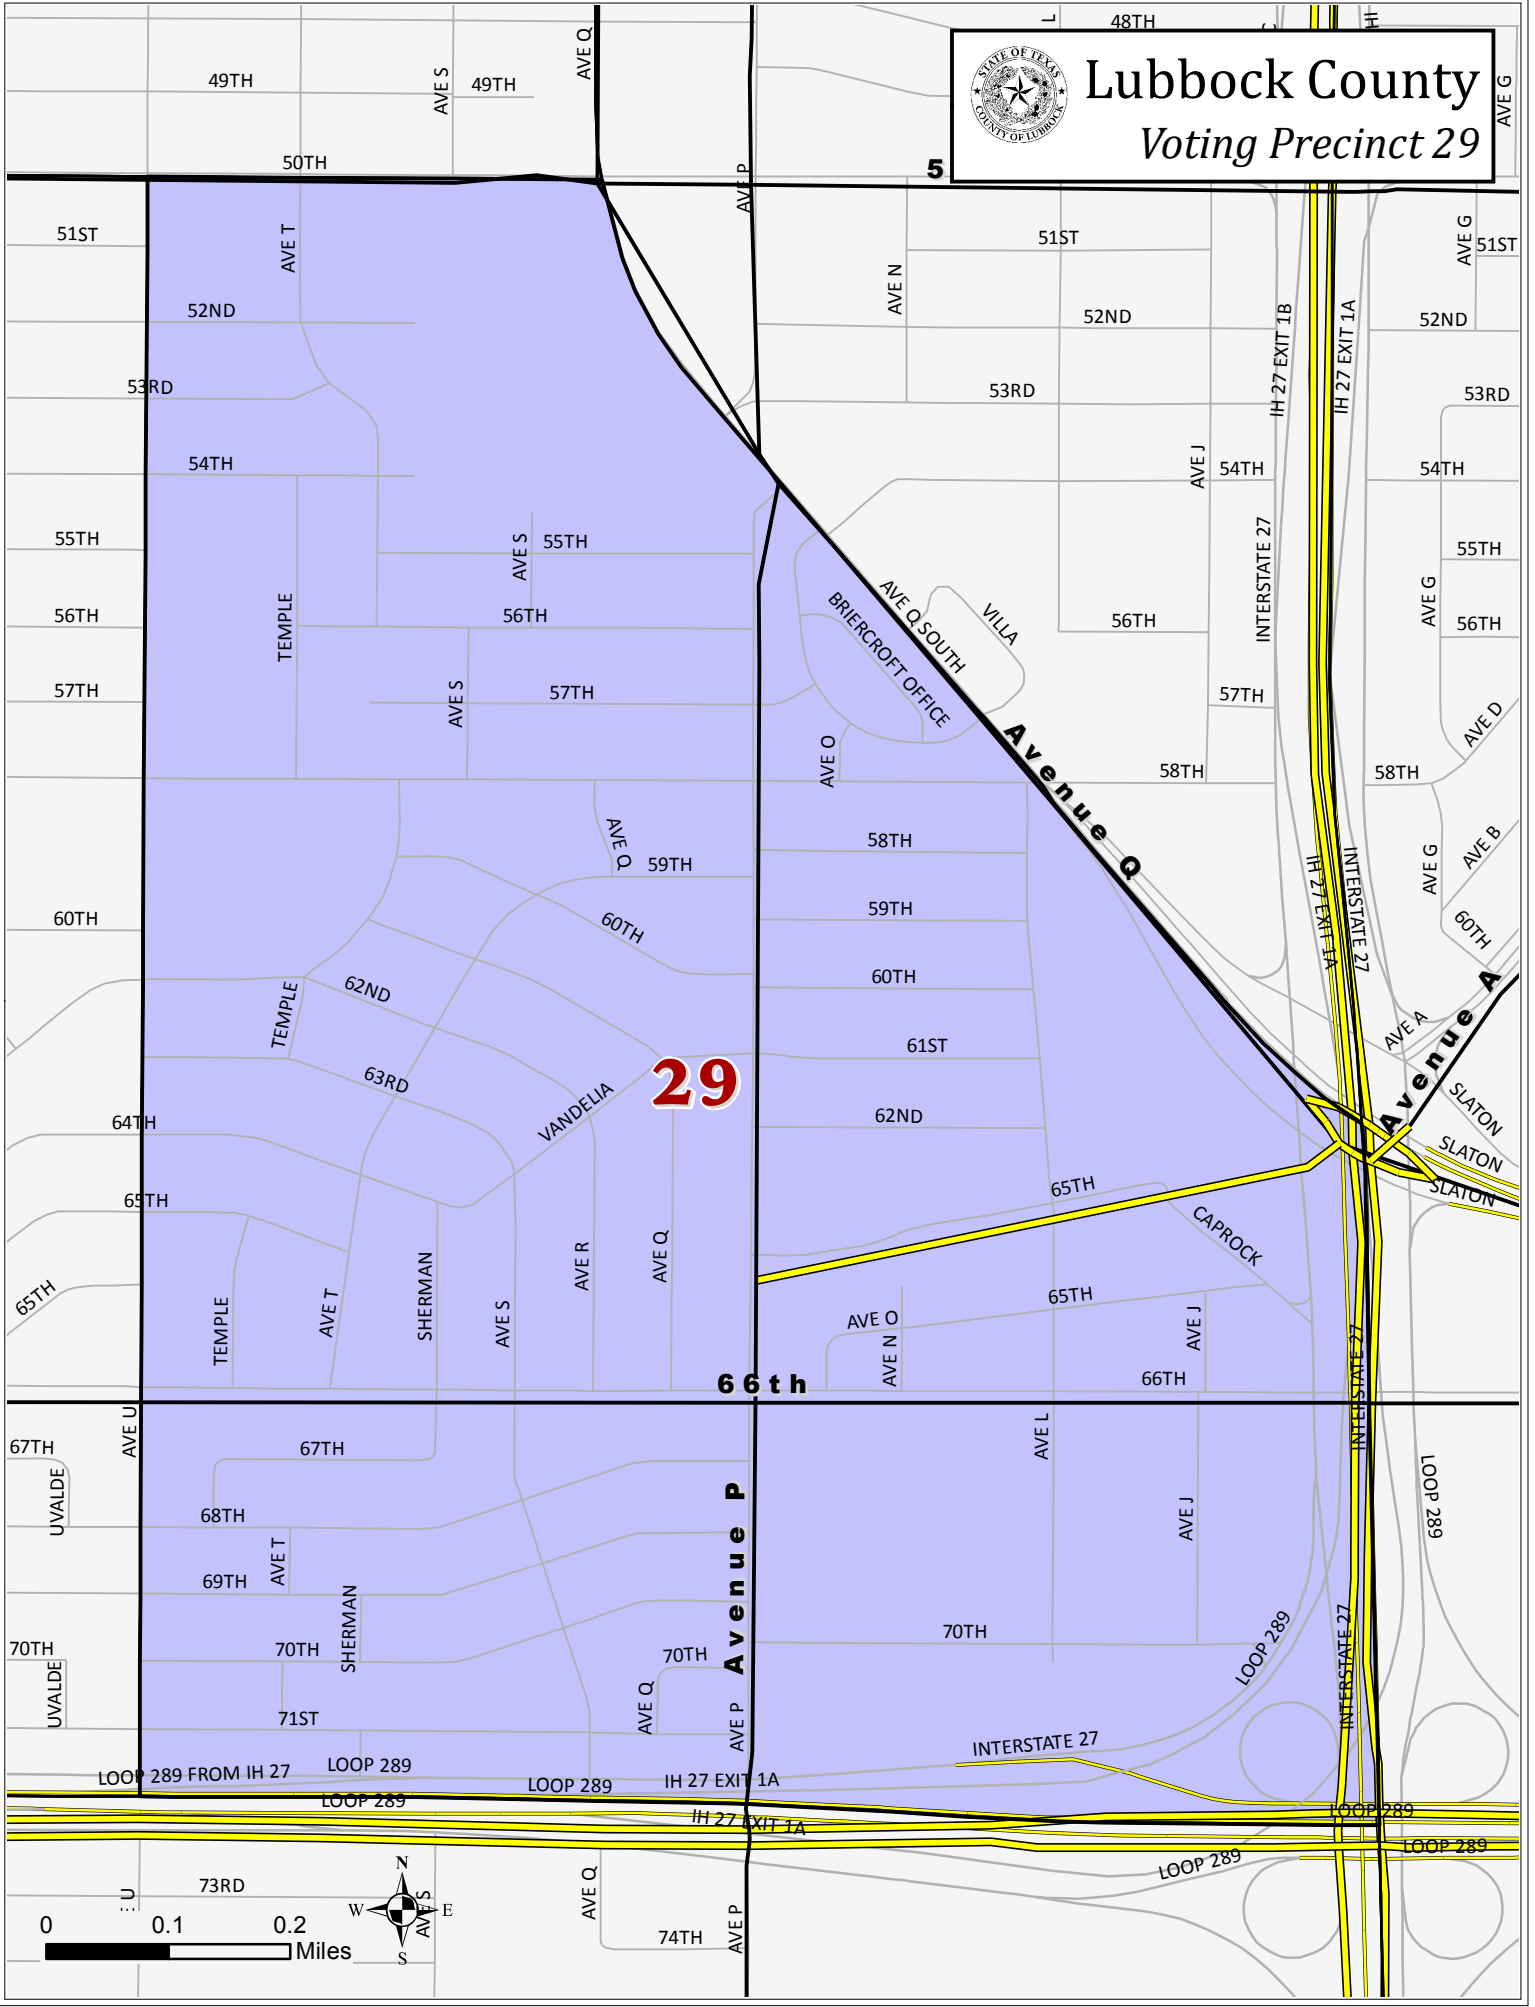 48TH
L
AVE Q
49TH
AVE S
49TH
STATE OF TEXAS
COUNTY OF LUBBOCK
Lubbock County
Voting Precinct 29
AVE G
50TH
AVE P
5
51ST
AVE T
51ST
AVE G
51ST
AVE N
52ND
52ND
IH 27 EXIT 1B
IH 27 EXIT 1A
52ND
53RD
53RD
53RD
54TH
AVE J
54TH
54TH
55TH
AVE S
55TH
INTERSTATE 27
55TH
56TH
TEMPLE
56TH
BRIERCROFT OFFICE
AVE Q SOUTH
VILLA
56TH
AVE G
56TH
57TH
AVE S
57TH
57TH
AVE D
Avenue Q
AVE O
58TH
58TH
AVE Q
58TH
AVE B
59TH
IH 27 EXIT 1A
INTERSTATE 27
AVE G
60TH
60TH
59TH
60TH
62ND
60TH
TEMPLE
Avenue A
AVE A
61ST
63RD
29
VANDELIA
64TH
62ND
SLATON
SLATON
SLATON
65TH
65TH
CAPROCK
65TH
TEMPLE
AVE T
SHERMAN
AVE S
AVE R
AVE Q
65TH
AVE O
AVE N
AVE J
INTERSTATE 27
66th
66TH
AVE U
67TH
67TH
AVE L
UVALDE
68TH
Avenue P
AVE J
LOOP 289
AVE T
69TH
SHERMAN
70TH
70TH
70TH
70TH
LOOP 289
INTERSTATE 27
UVALDE
AVE Q
AVE P
71ST
INTERSTATE 27
LOOP 289 FROM IH 27
LOOP 289
LOOP 289
IH 27 EXIT 1A
LOOP 289
IH 27 EXIT 1A
LOOP 289
LOOP 289
LOOP 289
N
W
E
S
73RD
U
AVE S
AVE Q
AVE P
74TH
0
0.1
0.2
Miles